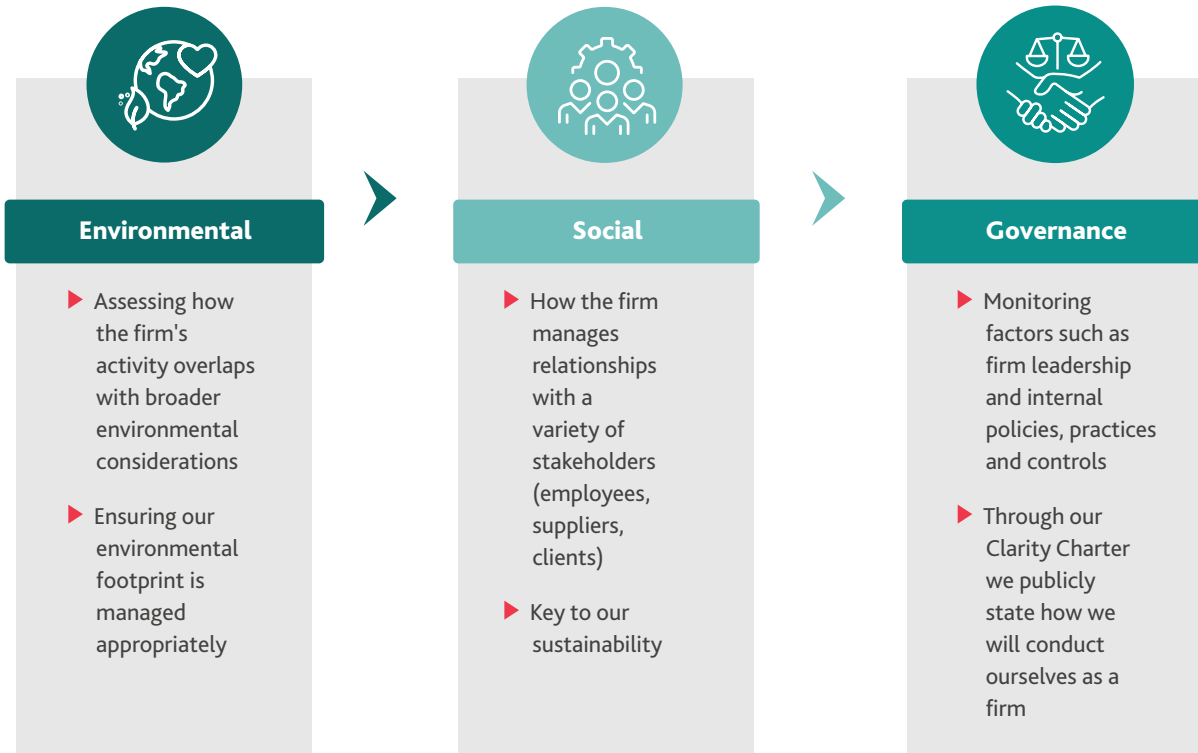 Environmental
Assessing how
the firm's
activity overlaps
with broader
environmental
considerations
Ensuring our
environmental
footprint is
managed
appropriately
Social
How the firm
manages
relationships
with a
variety of
stakeholders
(employees,
suppliers,
clients)
Key to our
sustainability
Governance
Monitoring
factors such as
firm leadership
and internal
policies, practices
and controls
Through our
Clarity Charter
we publicly
state how we
will conduct
ourselves as a
firm